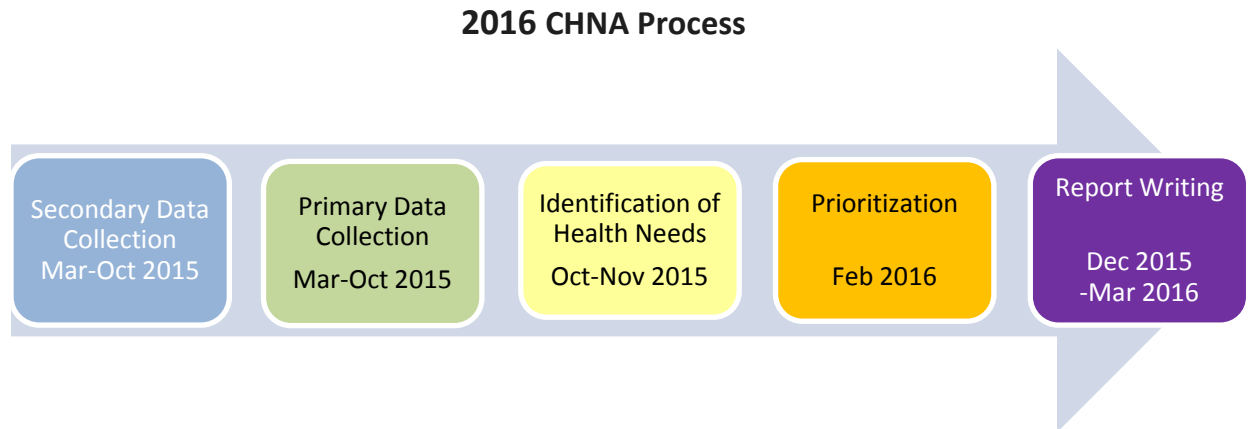 2016 CHNA Process
Secondary Data
Collection
Mar-Oct 2015
Primary Data
Collection
Mar-Oct 2015
Identification of
Health Needs
Oct-Nov 2015
Prioritization
Feb 2016
Report Writing
Dec 2015
-Mar 2016